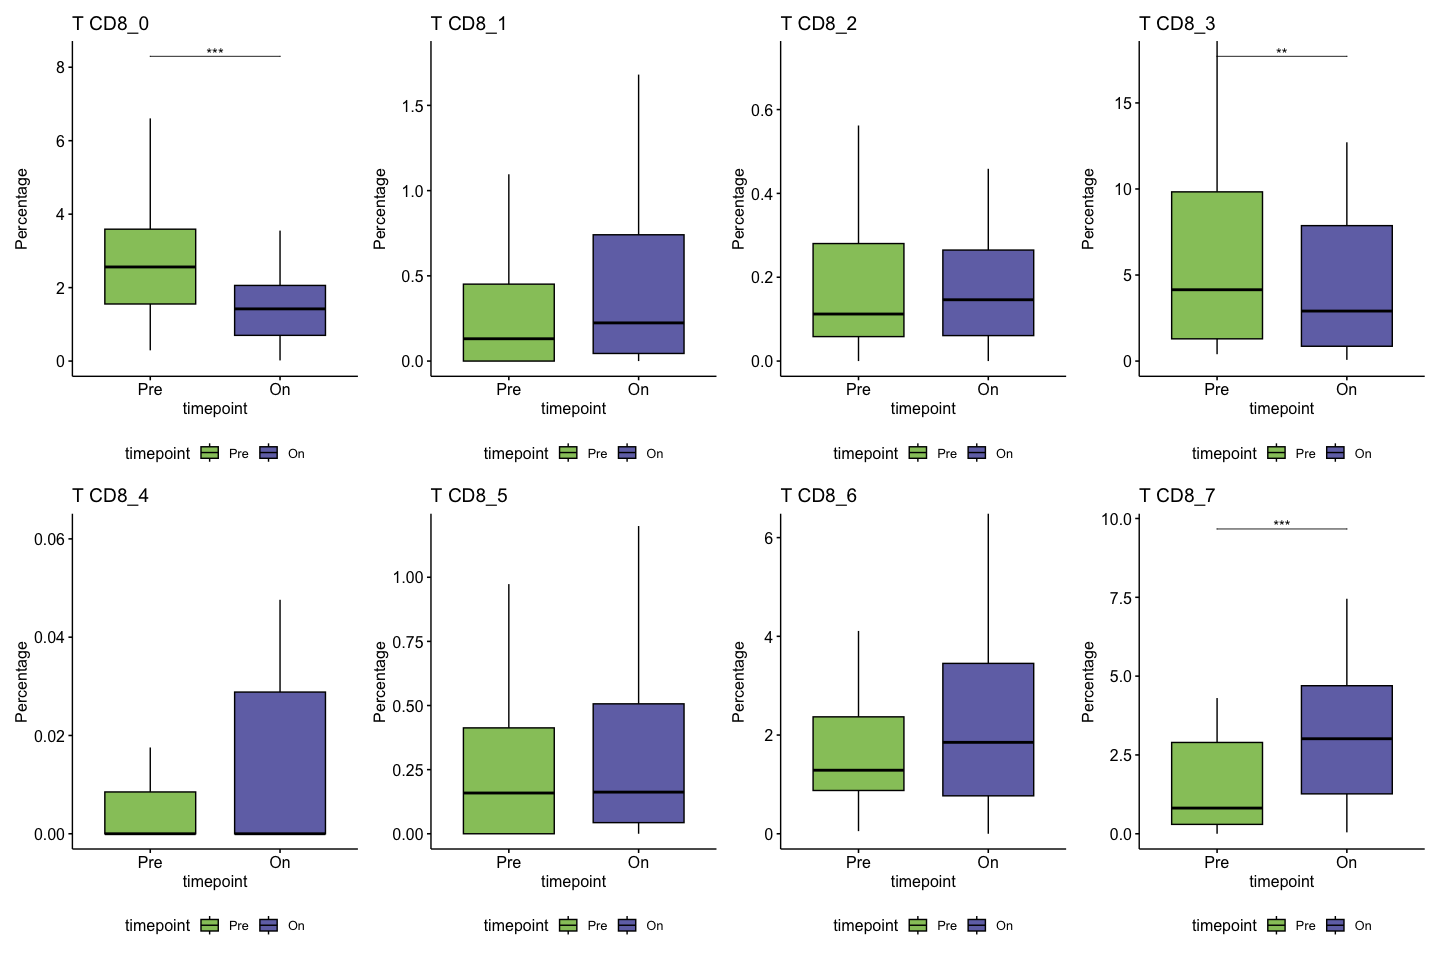 T CD8_0
T CD8_1
T CD8_2
T CD8_3
***
**
8
6
4
2
0
Percentage
1.5
1.0
0.5
0.0
Percentage
0.6
0.4
0.2
0.0
Percentage
15
10
5
0
Percentage
Pre On
Pre On
Pre On
Pre On
timepoint
timepoint
timepoint
timepoint
timepoint Pre On
timepoint Pre On
timepoint Pre On
timepoint Pre On
T CD8_4
T CD8_5
T CD8_6
T CD8_7
***
0.06
0.04
0.02
0.00
Percentage
1.00
0.75
0.50
0.25
0.00
Percentage
6
4
2
0
Percentage
10.0
7.5
5.0
2.5
0.0
Percentage
Pre On
Pre On
Pre On
Pre On
timepoint
timepoint
timepoint
timepoint
timepoint Pre On
timepoint Pre On
timepoint Pre On
timepoint Pre On